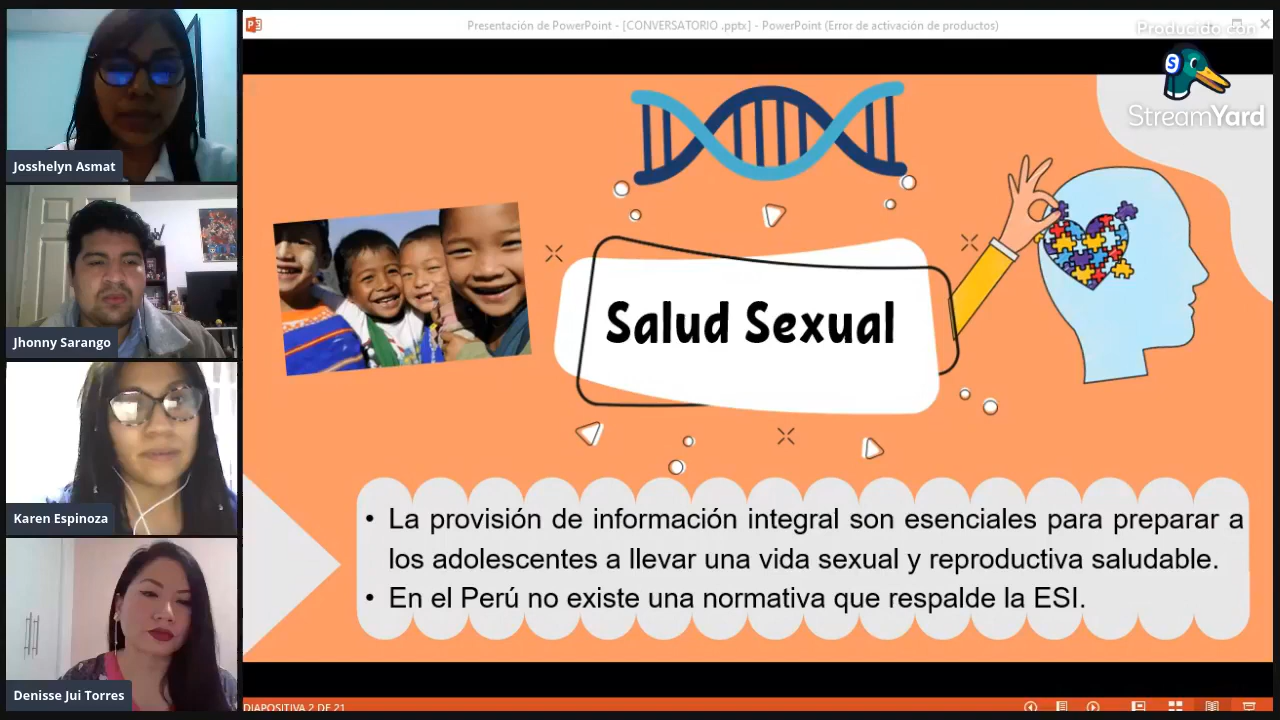 Presentación de PowerPoint - [CONVERSATORIO .pptx] - PowerPoint (Error de activación de productos)
Producido con
StreamYard
Josshelyn Asmat
Jhonny Sarango
Karen Espinoza
Denisse Jui Torres
Salud Sexual
• La provisión de información integral son esenciales para preparar a
los adolescentes a llevar una vida sexual y reproductiva saludable.
• En el Perú no existe una normativa que respalde la ESI.
DIAPOSITIVA 2 DE 21